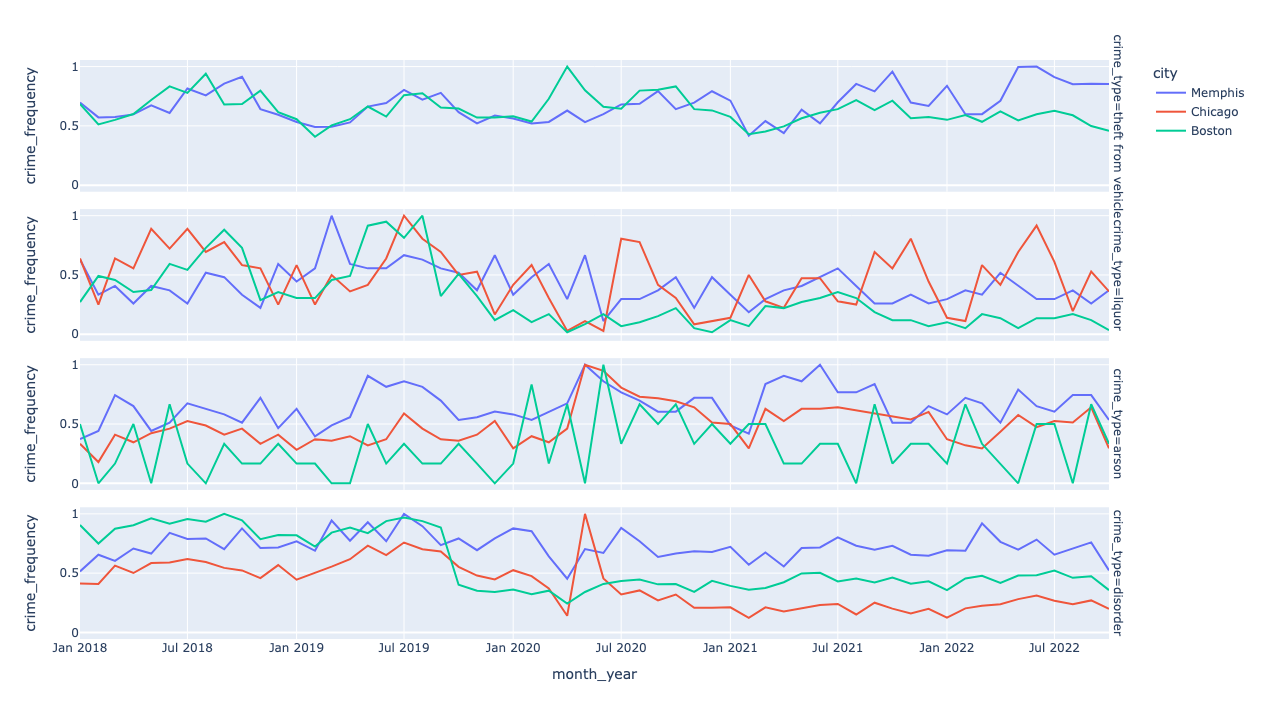 crime_frequency
1
0.5
0
crime_type=theft from vehicle
crime_frequency
1
0.5
0
crime_type=liquor
crime_frequency
1
0.5
0
crime_type=arson
crime_frequency
1
0.5
0
crime_type=disorder
Jan 2018 Jul 2018 Jan 2019 Jul 2019 Jan 2020 Jul 2020 Jan 2021 Jul 2021 Jan 2022 Jul 2022
month_year
city
Memphis
Chicago
Boston